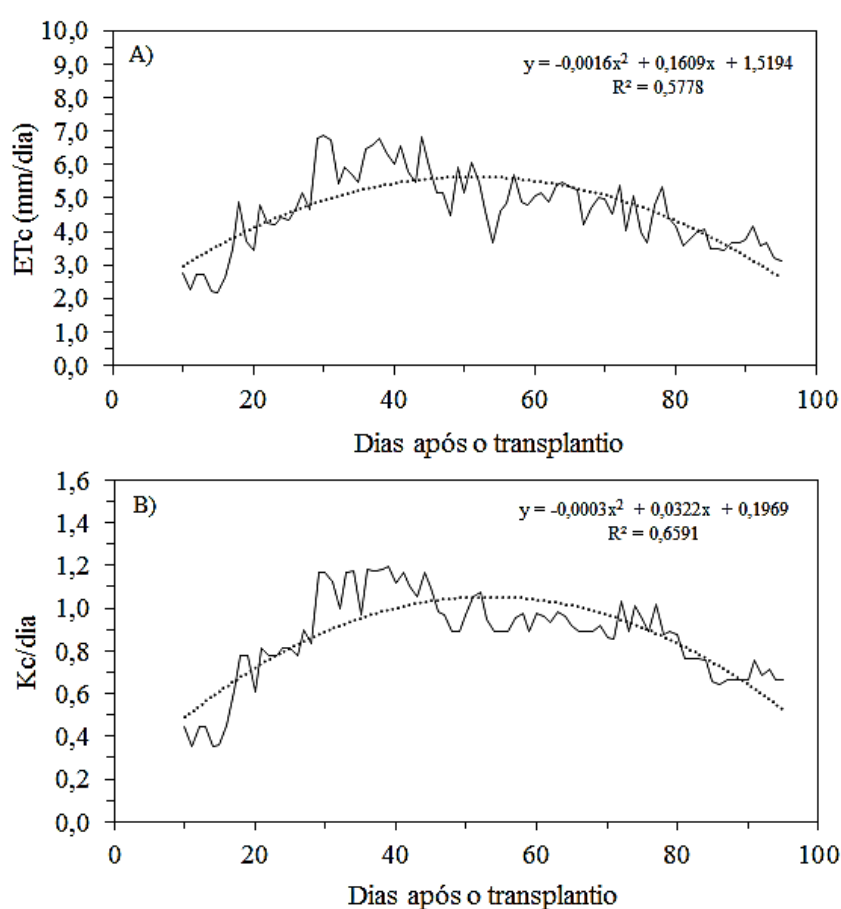 A)
y = -0,0016x² + 0,1609x + 1,5194
R² = 0,5778
10,0
9,0
8,0
7,0
6,0
5,0
4,0
3,0
2,0
1,0
0,0
ETc (mm/dia)
0 20 40 60 80 100
Dias após o transplantio
B)
y = -0,0003x² + 0,0322x + 0,1969
R² = 0,6591
1,6
1,4
1,2
1,0
0,8
0,6
0,4
0,2
0,0
Kc/dia
0 20 40 60 80 100
Dias após o transplantio